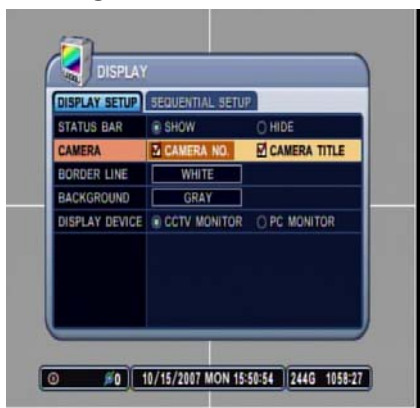 DISPLAY
DISPLAY SETUP SEQUENTIAL SETUP
STATUS BAR SHOW HIDE
CAMERA CAMERA NO. CAMERA TITLE
BORDER LINE WHITE
BACKGROUND GRAY
DISPLAY DEVICE CCTV MONITOR PC MONITOR
0 10/15/2007 MON 15:50:54 244G 1058:27